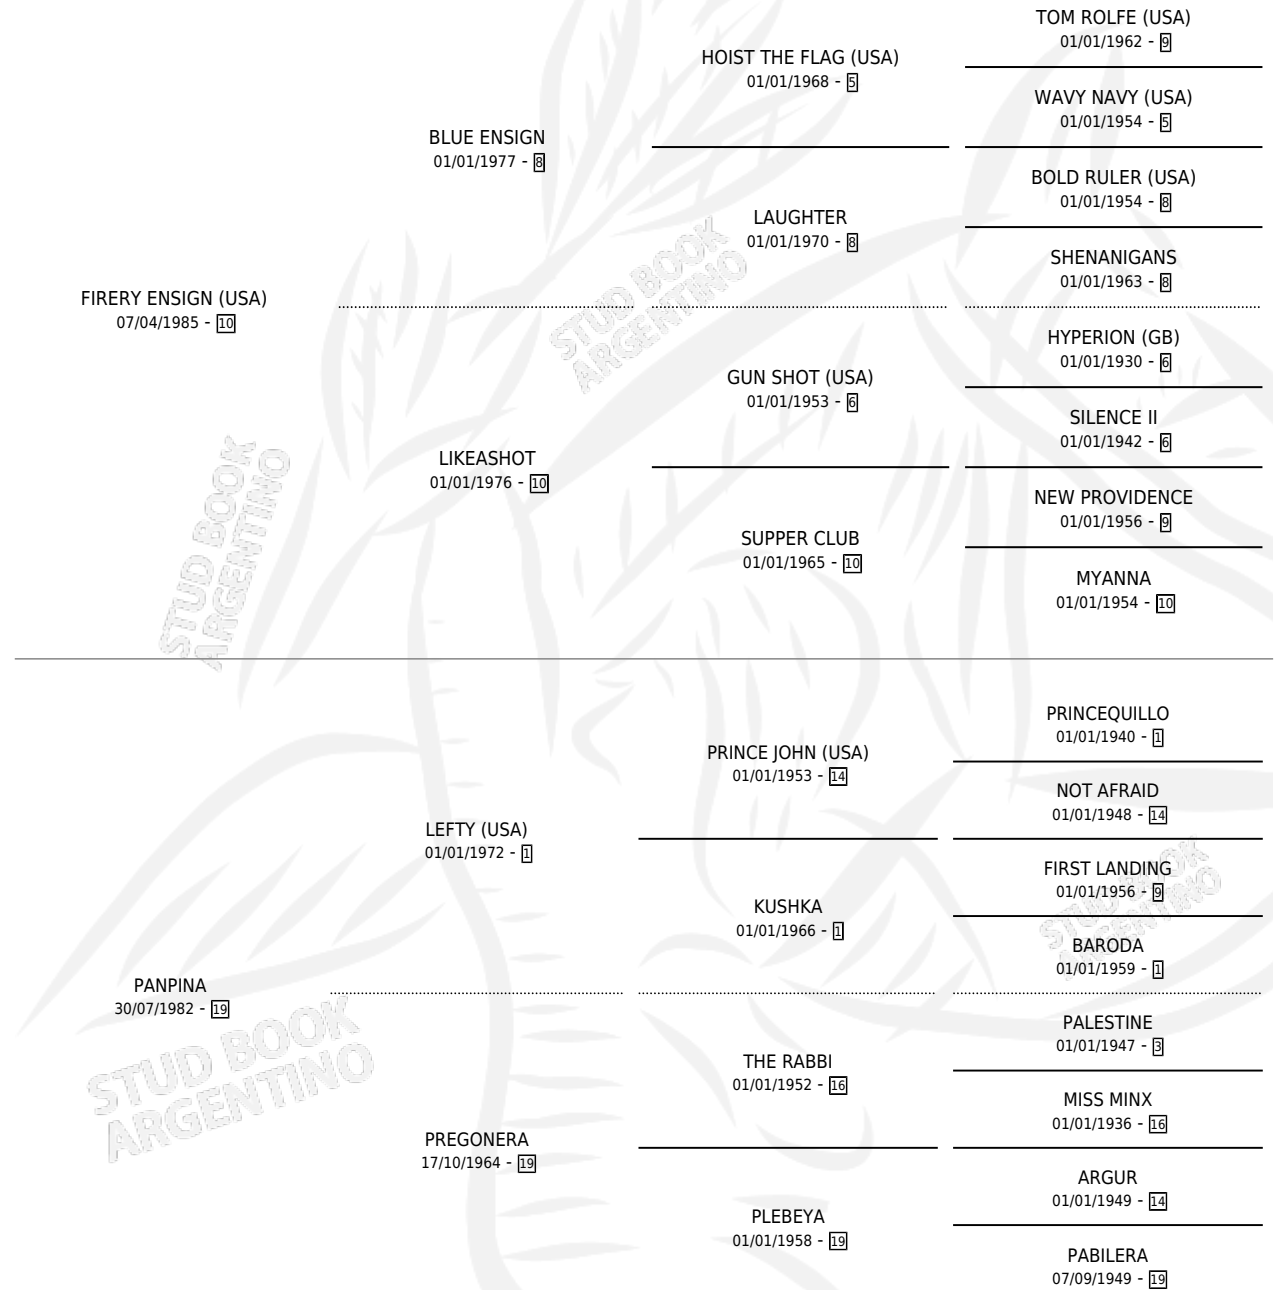 TOM ROLFE (USA)
01/01/1962 - 9
HOIST THE FLAG (USA)
01/01/1968 - 5
WAVY NAVY (USA)
01/01/1954 - 5
BLUE ENSIGN
01/01/1977 - 8
BOLD RULER (USA)
01/01/1954 - 8
LAUGHTER
01/01/1970 - 8
SHENANIGANS
01/01/1963 - 8
FIRERY ENSIGN (USA)
07/04/1985 - 10
HYPERION (GB)
01/01/1930 - 6
GUN SHOT (USA)
01/01/1953 - 6
SILENCE II
01/01/1942 - 6
LIKEASHOT
01/01/1976 - 10
NEW PROVIDENCE
01/01/1956 - 9
SUPPER CLUB
01/01/1965 - 10
MYANNA
01/01/1954 - 10
PRINCEQUILLO
01/01/1940 - 1
PRINCE JOHN (USA)
01/01/1953 - 14
NOT AFRAID
01/01/1948 - 14
LEFTY (USA)
01/01/1972 - 1
FIRST LANDING
01/01/1956 - 9
KUSHKA
01/01/1966 - 1
BARODA
01/01/1959 - 1
PANPINA
30/07/1982 - 19
PALESTINE
01/01/1947 - 3
THE RABBI
01/01/1952 - 16
MISS MINX
01/01/1936 - 16
PREGONERA
17/10/1964 - 19
ARGUR
01/01/1949 - 14
PLEBEYA
01/01/1958 - 19
PABILERA
07/09/1949 - 19
STUD BOOK
ARGENTINO
STUD BOOK
ARGENTINO
STUD BOOK
ARGENTINO
STUD BOOK
ARGENTINO